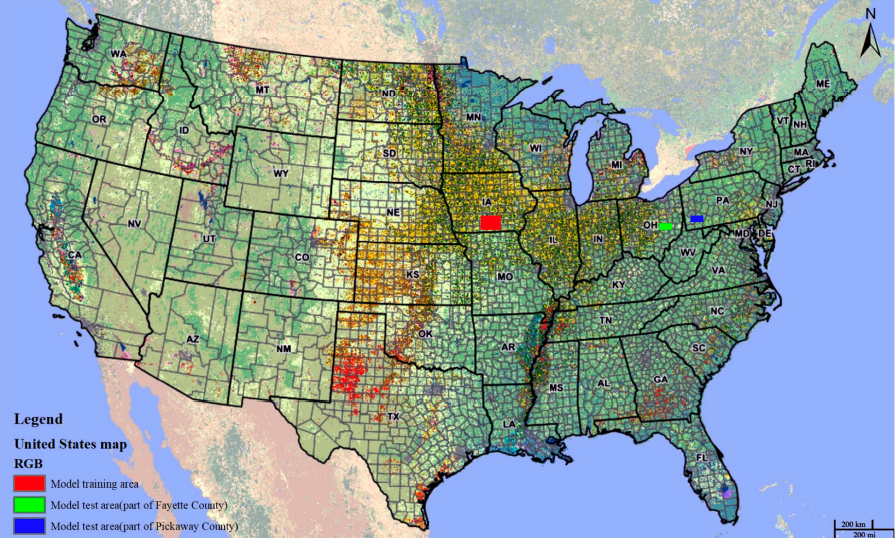 N
WA
MT
ND
MN
ME
OR
ID
SD
WI
MI
VT
NH
NY
MA
RI
CT
WY
IA
PA
NJ
NE
NV
UT
IL
IN
OH
MD
DE
CA
CO
KS
MO
WV
VA
KY
NC
TN
OK
AZ
NM
AR
SC
MS
AL
GA
TX
LA
FL
Legend
United States map
RGB
Model training area
Model test area(part of Fayette County)
Model test area(part of Pickaway County)
200 km
200 mi